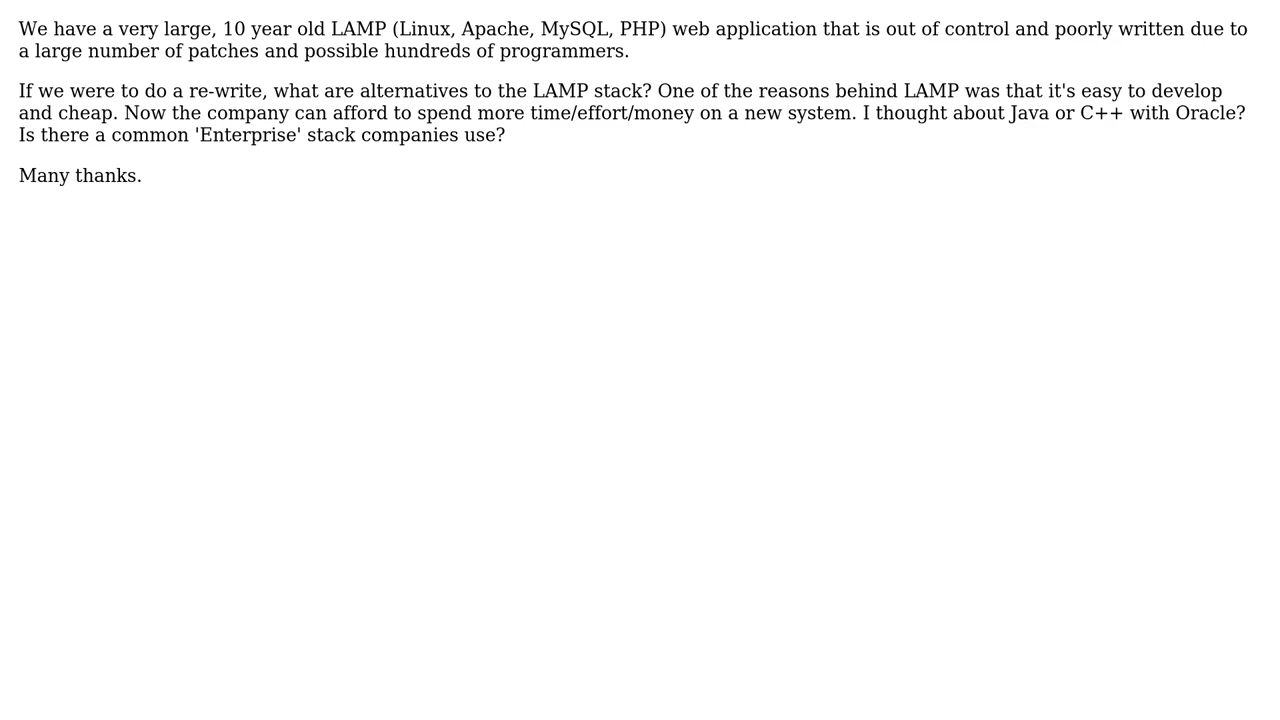 We have a very large, 10 year old LAMP (Linux, Apache, MySQL, PHP) web application that is out of control and poorly written due to
a large number of patches and possible hundreds of programmers.
If we were to do a re-write, what are alternatives to the LAMP stack? One of the reasons behind LAMP was that it's easy to develop
and cheap. Now the company can afford to spend more time/effort/money on a new system. I thought about Java or C++ with Oracle?
Is there a common 'Enterprise' stack companies use?
Many thanks.